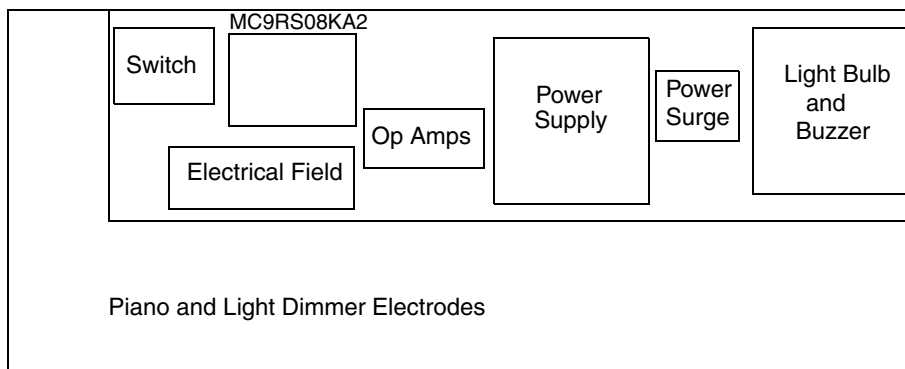 MC9RS08KA2
Switch
Electrical Field
Op Amps
Power
Supply
Power
Surge
Light Bulb
and
Buzzer
Piano and Light Dimmer Electrodes